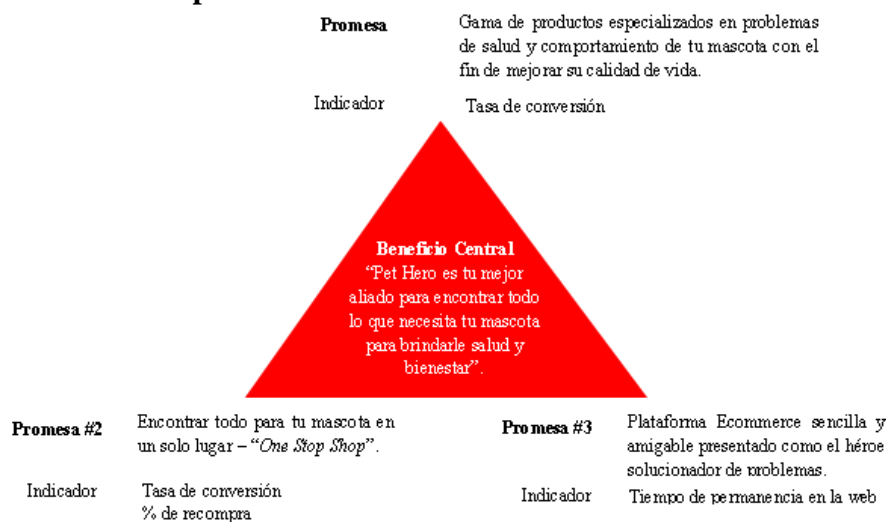 Promesa
Gama de productos especializados en problemas
de salud y comportamiento de tu mascota con el
fin de mejorar su calidad de vida.
Indicador
Tasa de conversión
Beneficio Central
“Pet Hero es tu mejor
aliado para encontrar todo
lo que necesita tu mascota
para brindarle salud y
bienestar”.
Promesa #2
Encontrar todo para tu mascota en
un solo lugar – “One Stop Shop”.
Indicador
Tasa de conversión
% de recompra
Promesa #3
Plataforma Ecommerce sencilla y
amigable presentado como el héroe
solucionador de problemas.
Indicador
Tiempo de permanencia en la web